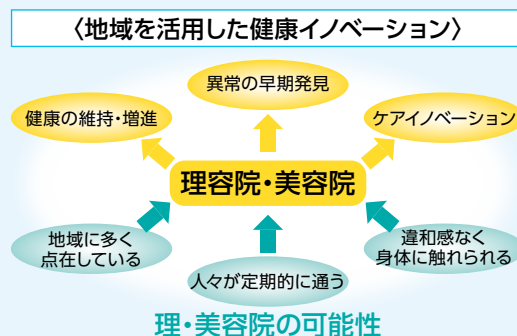 〈地域を活用した健康イノベーション〉
異常の早期発見
健康の維持・増進
ケアイノベーション
理容院・美容院
地域に多く
点在している
人々が定期的に通う
違和感なく
身体に触れられる
理・美容院の可能性